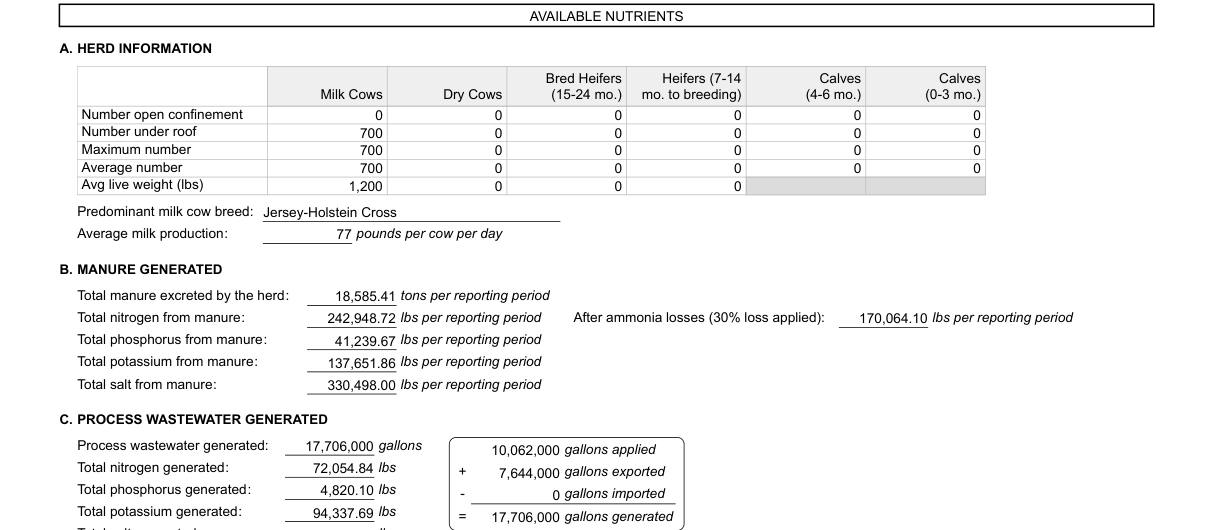 AVAILABLE NUTRIENTS
A. HERD INFORMATION
Milk Cows Dry Cows Bred Heifers (15-24 mo.) Heifers (7-14 mo. to breeding) Calves (4-6 mo.) Calves (0-3 mo.)
Number open confinement 0 0 0 0 0 0
Number under roof 700 0 0 0 0 0
Maximum number 700 0 0 0 0 0
Average number 700 0 0 0 0 0
Avg live weight (lbs) 1,200 0 0 0
Predominant milk cow breed: Jersey-Holstein Cross
Average milk production: 77 pounds per cow per day
B. MANURE GENERATED
Total manure excreted by the herd: 18,585.41 tons per reporting period
Total nitrogen from manure: 242,948.72 lbs per reporting period After ammonia losses (30% loss applied): 170,064.10 lbs per reporting period
Total phosphorus from manure: 41,239.67 lbs per reporting period
Total potassium from manure: 137,651.86 lbs per reporting period
Total salt from manure: 330,498.00 lbs per reporting period
C. PROCESS WASTEWATER GENERATED
Process wastewater generated: 17,706,000 gallons
Total nitrogen generated: 72,054.84 lbs
Total phosphorus generated: 4,820.10 lbs
Total potassium generated: 94,337.69 lbs
10,062,000 gallons applied
+ 7,644,000 gallons exported
- 0 gallons imported
= 17,706,000 gallons generated